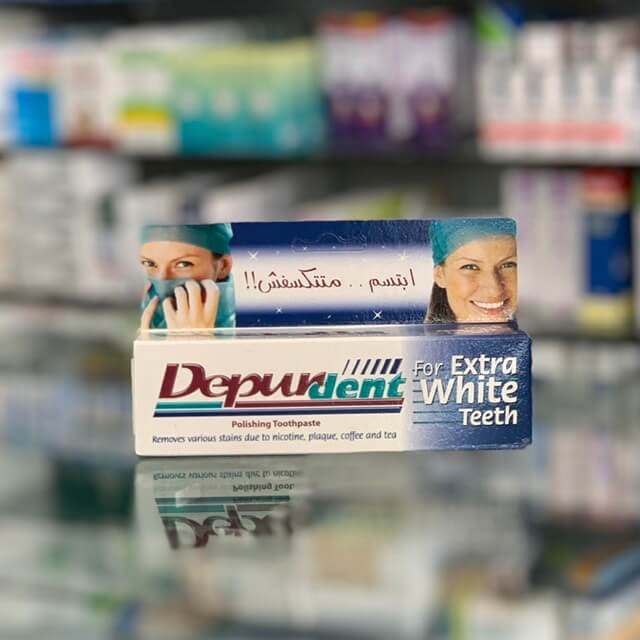 ابتسم . . متتكسفش!!
Depurdent
For Extra
White
Teeth
Polishing Toothpaste
Removes various stains due to nicotine, plaque, coffee and tea